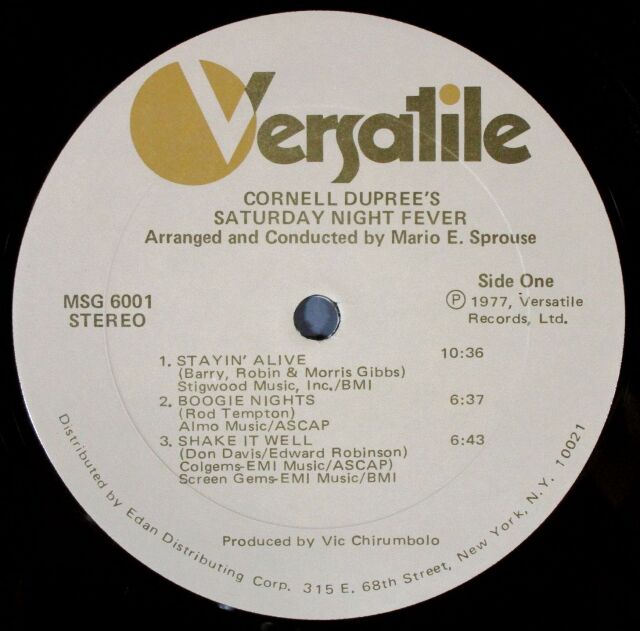 Versatile
CORNELL DUPREE'S
SATURDAY NIGHT FEVER
Arranged and Conducted by Mario E. Sprouse
MSG 6001
STEREO
Side One
Ⓟ 1977, Versatile
Records, Ltd.
1. STAYIN' ALIVE 10:36
(Barry, Robin & Morris Gibbs)
Stigwood Music, Inc./BMI
2. BOOGIE NIGHTS 6:37
(Rod Tempton)
Almo Music/ASCAP
3. SHAKE IT WELL 6:43
(Don Davis/Edward Robinson)
Colgems-EMI Music/ASCAP)
Screen Gems-EMI Music/BMI
Produced by Vic Chirumbolo
Distributed by Edan Distributing Corp. 315 E. 68th Street, New York, N.Y. 10021